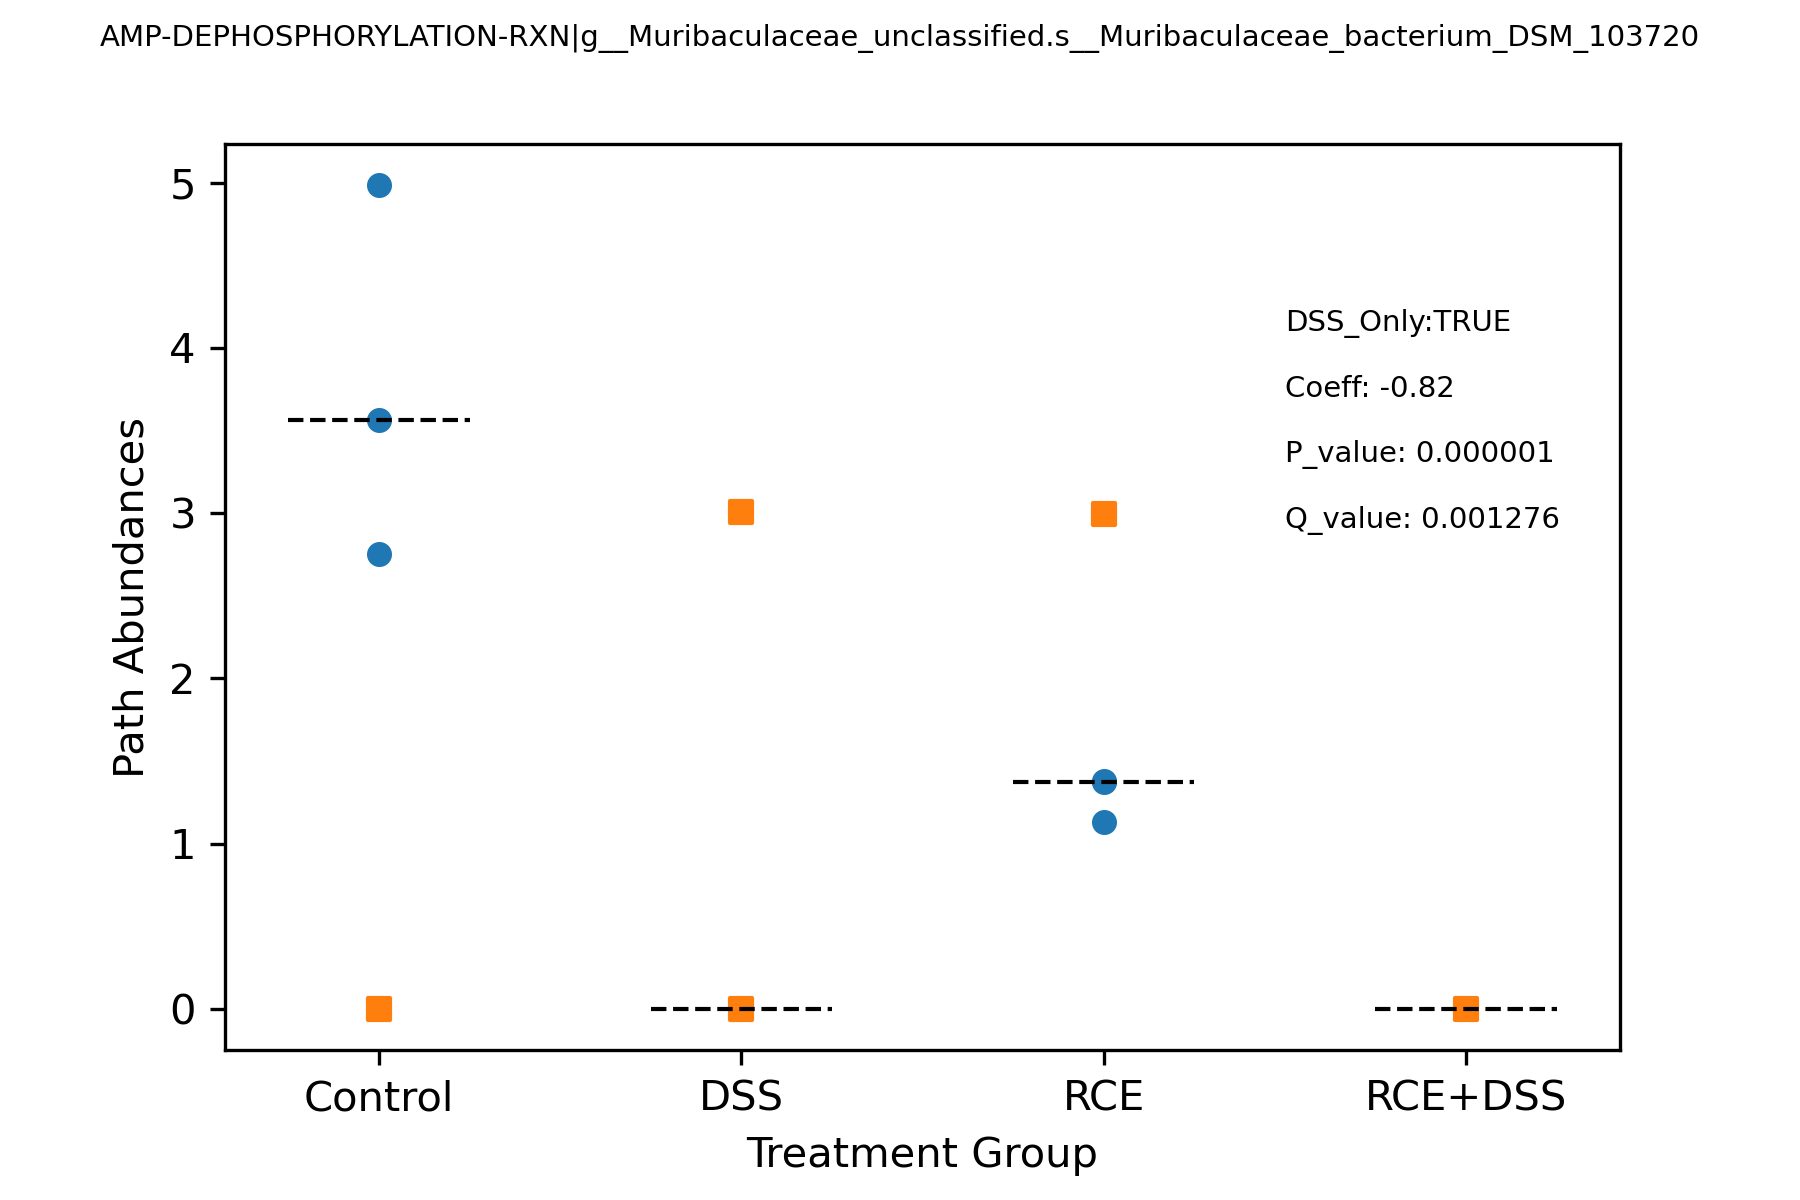 AMP-DEPHOSPHORYLATION-RXN|g__Muribaculaceae_unclassified.s__Muribaculaceae_bacterium_DSM_103720
5
4
3
2
1
0
Path Abundances
DSS_Only:TRUE
Coeff: -0.82
P_value: 0.000001
Q_value: 0.001276
Control
DSS
RCE
RCE+DSS
Treatment Group